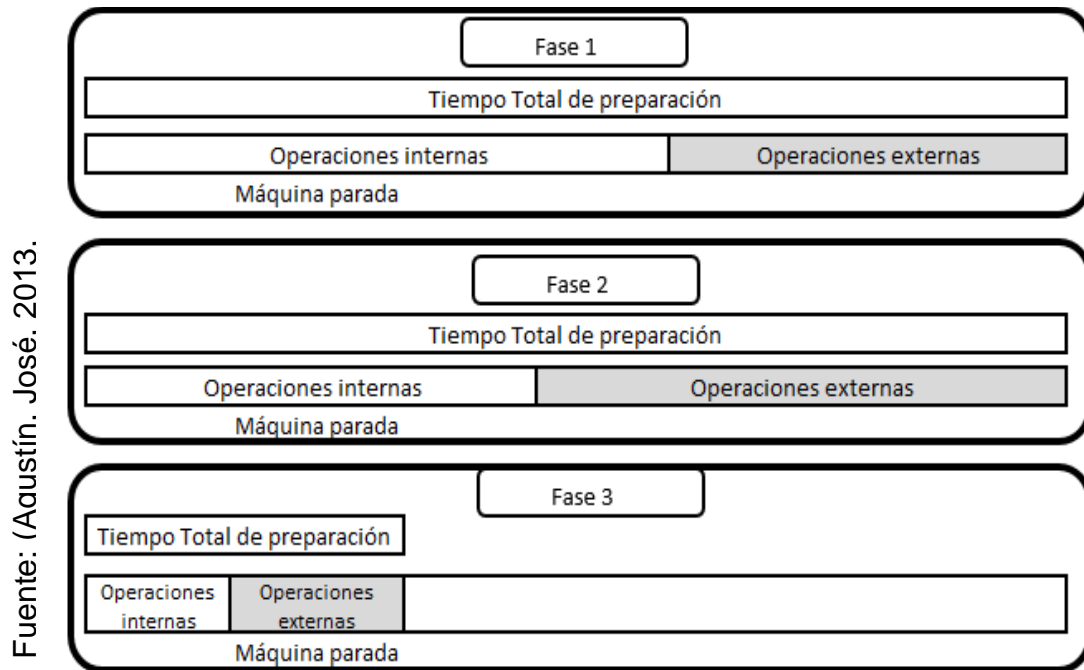 Fase 1
Tiempo Total de preparación
Operaciones internas Operaciones externas
Máquina parada
Fase 2
Tiempo Total de preparación
Operaciones internas Operaciones externas
Máquina parada
Fase 3
Tiempo Total de preparación
Operaciones
internas
Operaciones
externas
Máquina parada
Fuente: (Agustín. José. 2013.